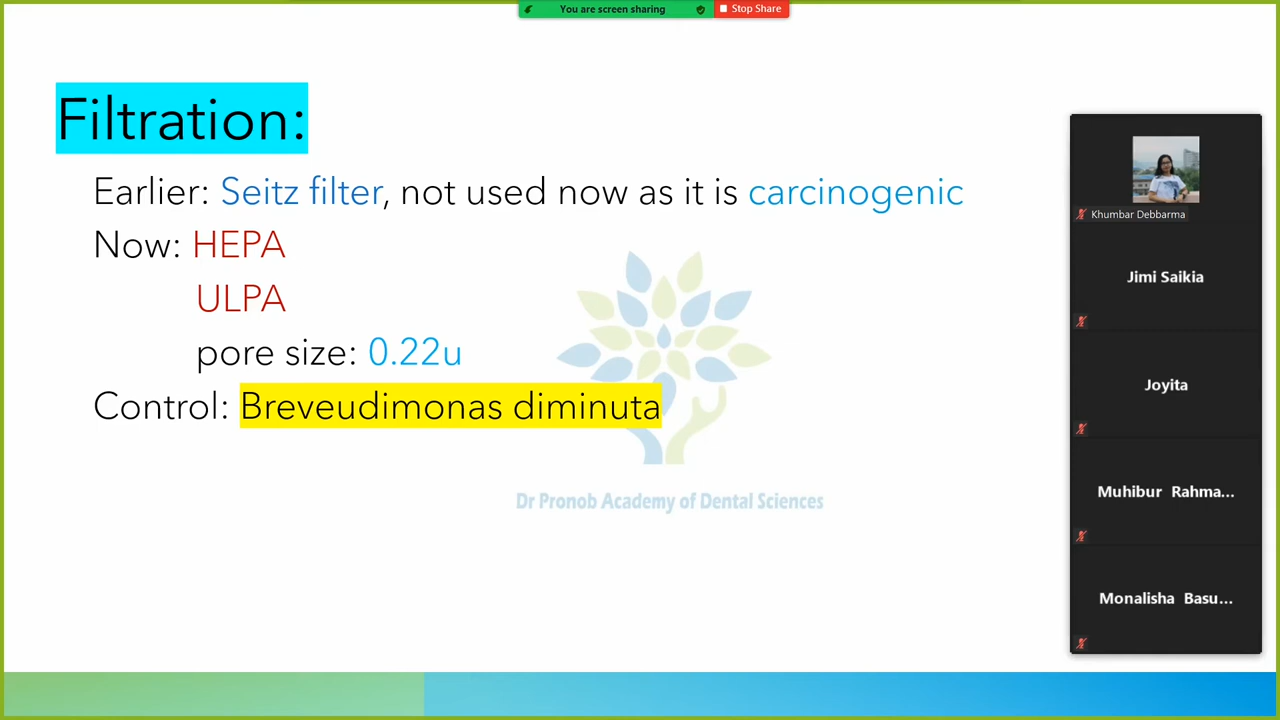 You are screen sharing
Stop Share
Filtration:
Earlier: Seitz filter, not used now as it is carcinogenic
Now: HEPA
ULPA
pore size: 0.22u
Control: Breveudimonas diminuta
Dr Pronob Academy of Dental Sciences
Khumbar Debbarma
Jimi Saikia
Joyita
Muhibur Rahma...
Monalisha Basu...